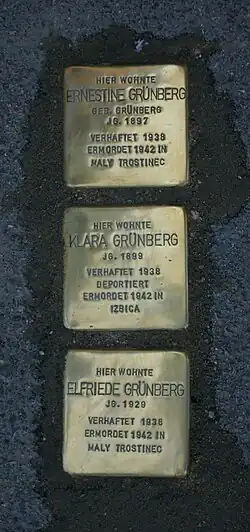 HIER WOHNTE
ERNESTINE GRÜNBERG
GEB. GRÜNBERG
JG. 1897
VERHAFTET 1938
ERMORDET 1942 IN
MALY TROSTINEC
HIER WOHNTE
KLARA GRÜNBERG
JG. 1899
VERHAFTET 1938
DEPORTIERT
ERMORDET 1942 IN
IZBICA
HIER WOHNTE
ELFRIEDE GRÜNBERG
JG. 1929
VERHAFTET 1938
ERMORDET 1942 IN
MALY TROSTINEC